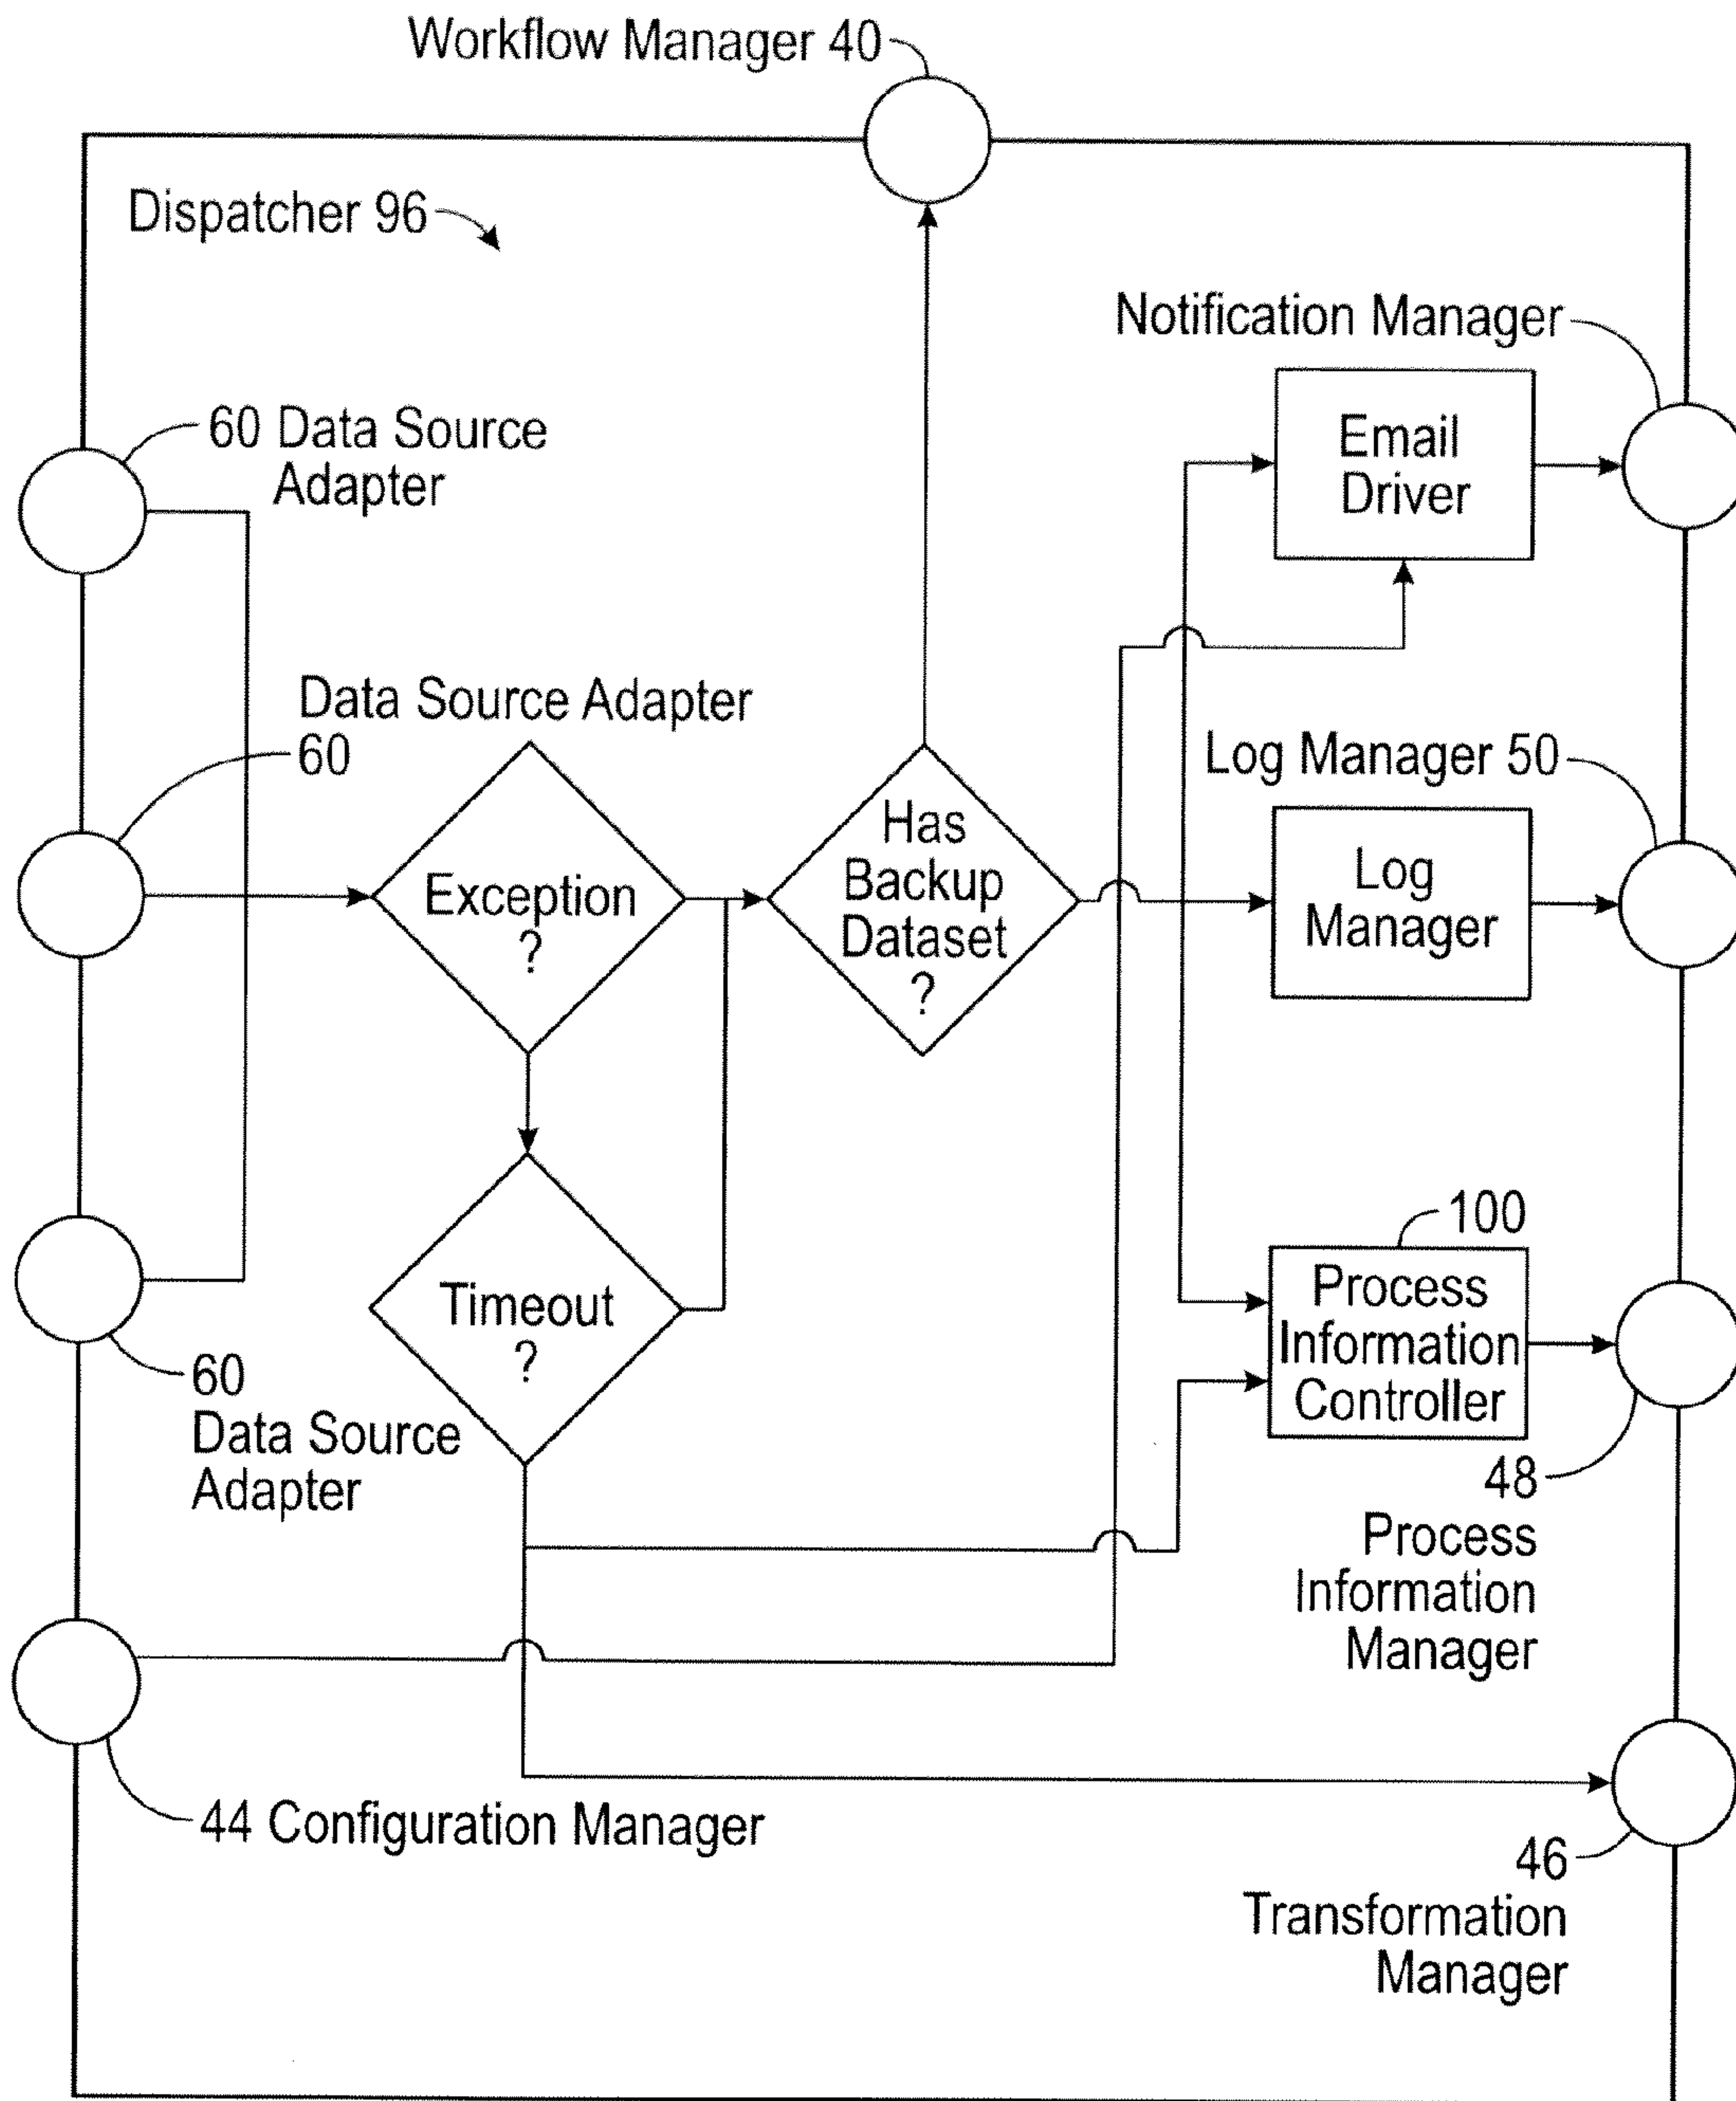 Workflow Manager 40
Dispatcher 96
Notification Manager
Email
Driver
60 Data Source
Adapter
Data Source Adapter
60
Log Manager 50
Has
Backup
Dataset
?
Exception
?
Log
Manager
100
Process
Information
Controller
Timeout
?
60
Data Source
Adapter
48
Process
Information
Manager
44 Configuration Manager
46
Transformation
Manager